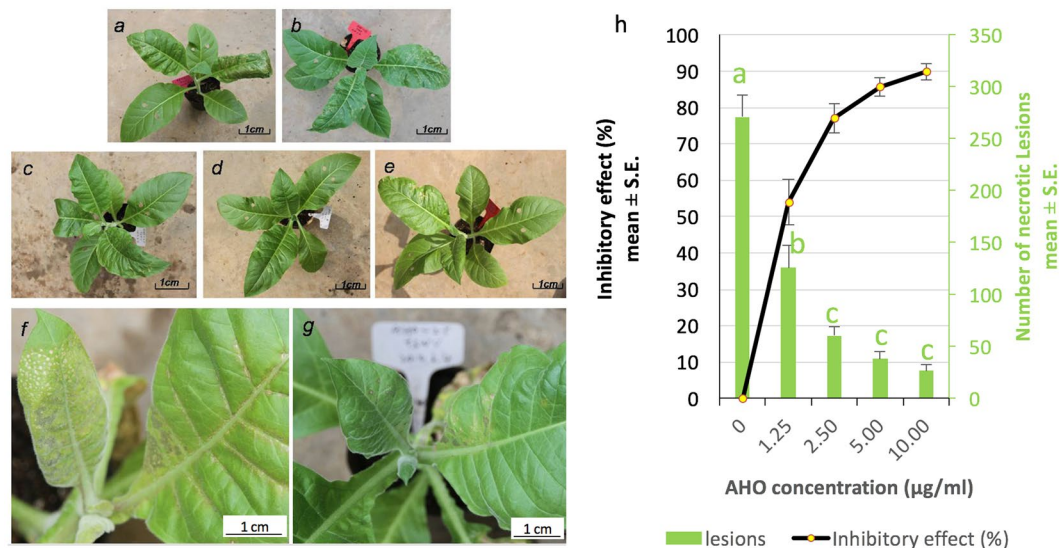 a
b
1cm
1cm
c
d
e
1cm
1cm
1cm
f
g
1 cm
1 cm
h
100
90
80
70
60
50
40
30
20
10
0
Inhibitory effect (%)
mean ± S.E.
350
300
250
200
150
100
50
0
Number of necrotic Lesions
mean ± S.E.
a
b
c
c
c
0
1.25
2.50
5.00
10.00
AHO concentration (µg/ml)
lesions
Inhibitory effect (%)